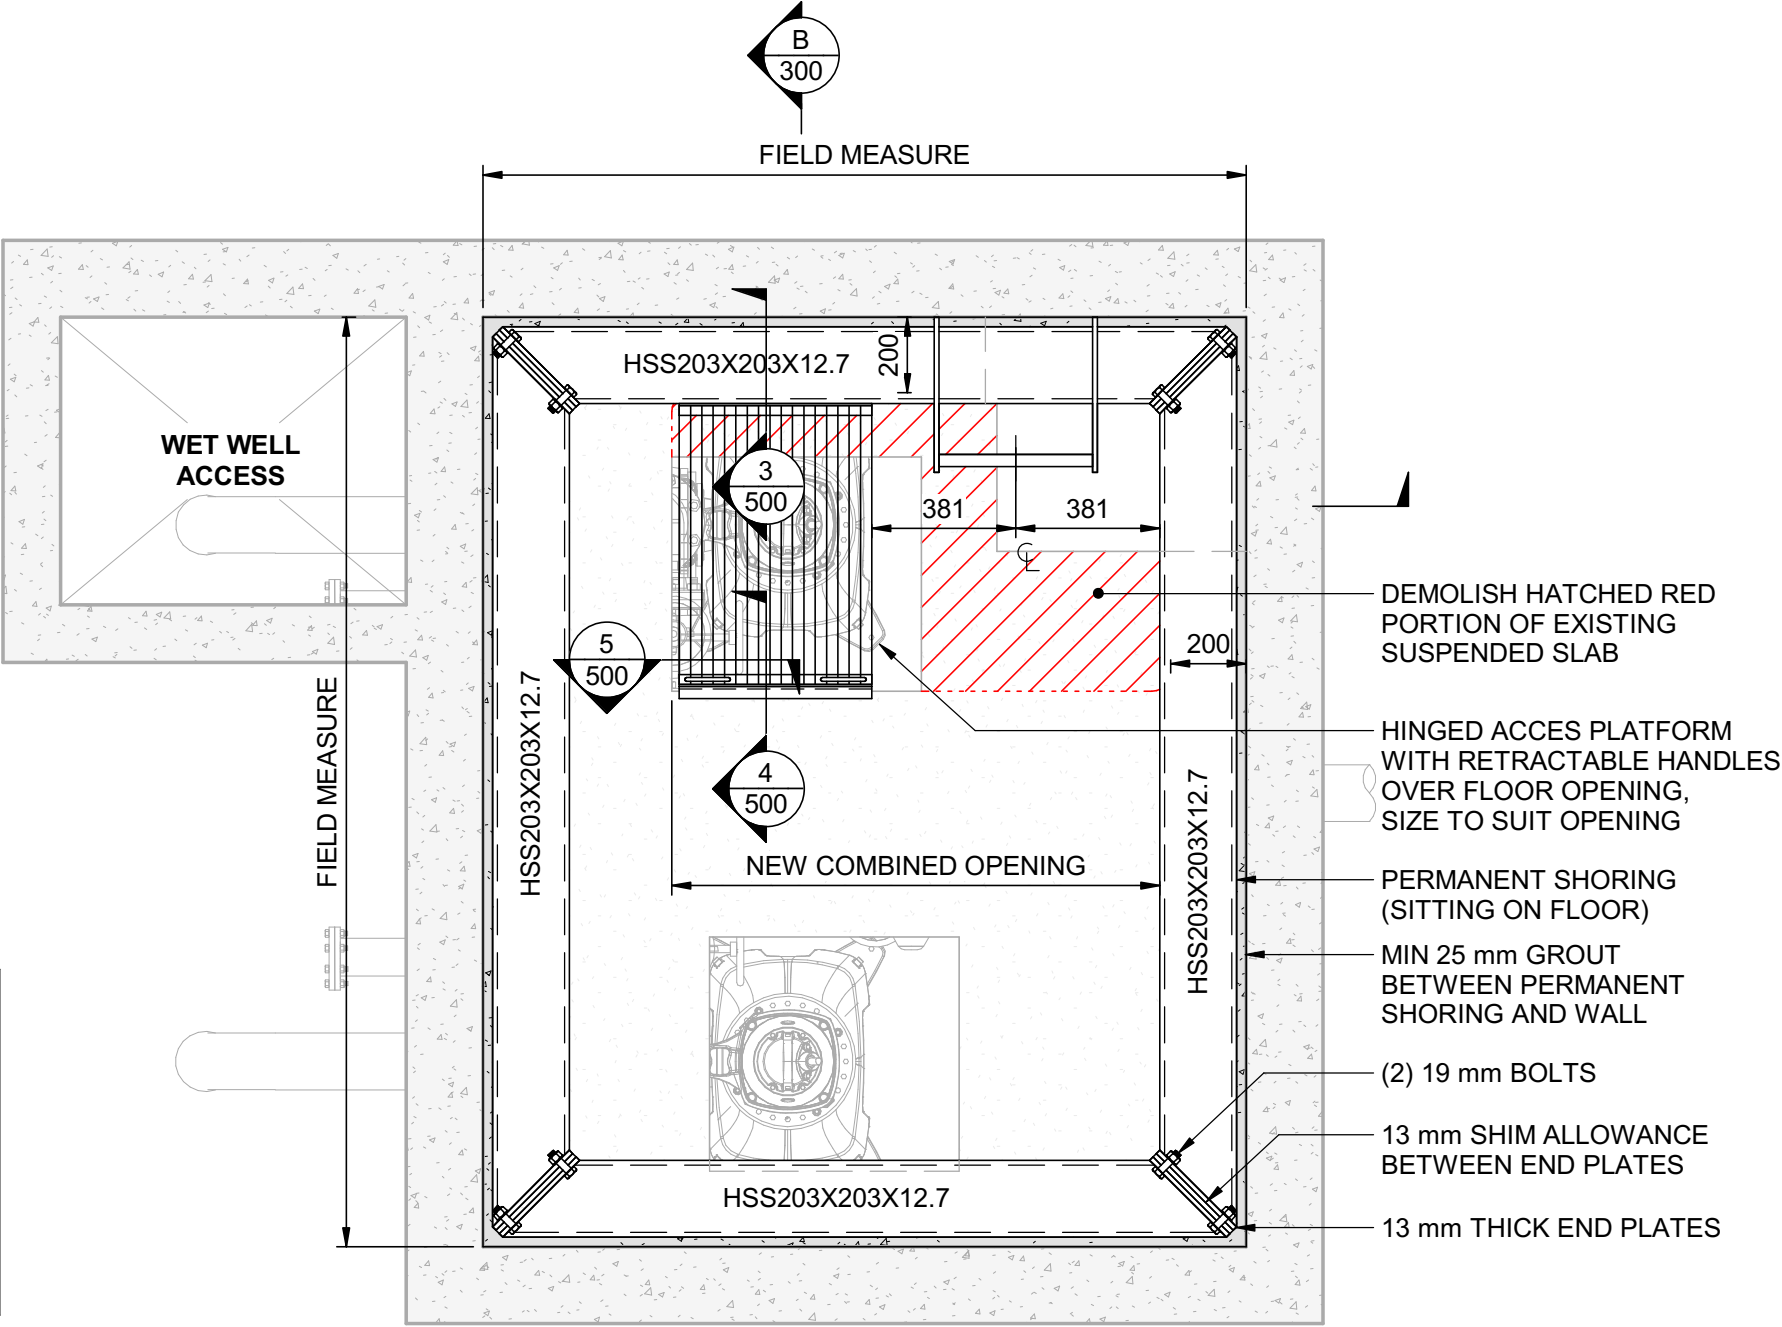 B
300
FIELD MEASURE
HSS203X203X12.7
200
WET WELL
ACCESS
3
500
381
381
CL
DEMOLISH HATCHED RED
PORTION OF EXISTING
SUSPENDED SLAB
200
5
500
HSS203X203X12.7
FIELD MEASURE
HINGED ACCES PLATFORM
WITH RETRACTABLE HANDLES
OVER FLOOR OPENING,
SIZE TO SUIT OPENING
4
500
HSS203X203X12.7
NEW COMBINED OPENING
PERMANENT SHORING
(SITTING ON FLOOR)
MIN 25 mm GROUT
BETWEEN PERMANENT
SHORING AND WALL
(2) 19 mm BOLTS
13 mm SHIM ALLOWANCE
BETWEEN END PLATES
HSS203X203X12.7
13 mm THICK END PLATES